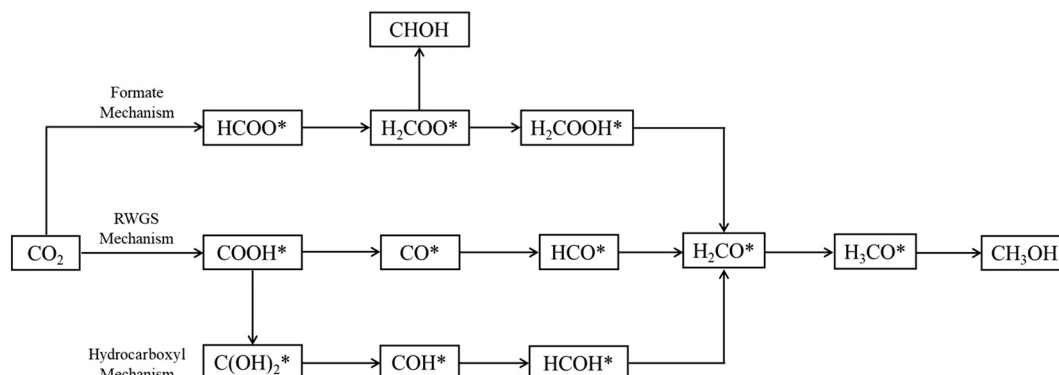 CHOH
Formate
Mechanism
HCOO*
H₂COO*
H₂COOH*
RWGS
Mechanism
CO₂
COOH*
CO*
HCO*
H₂CO*
H₃CO*
CH₃OH
Hydrocarboxyl
Mechanism
C(OH)₂*
COH*
HCOH*